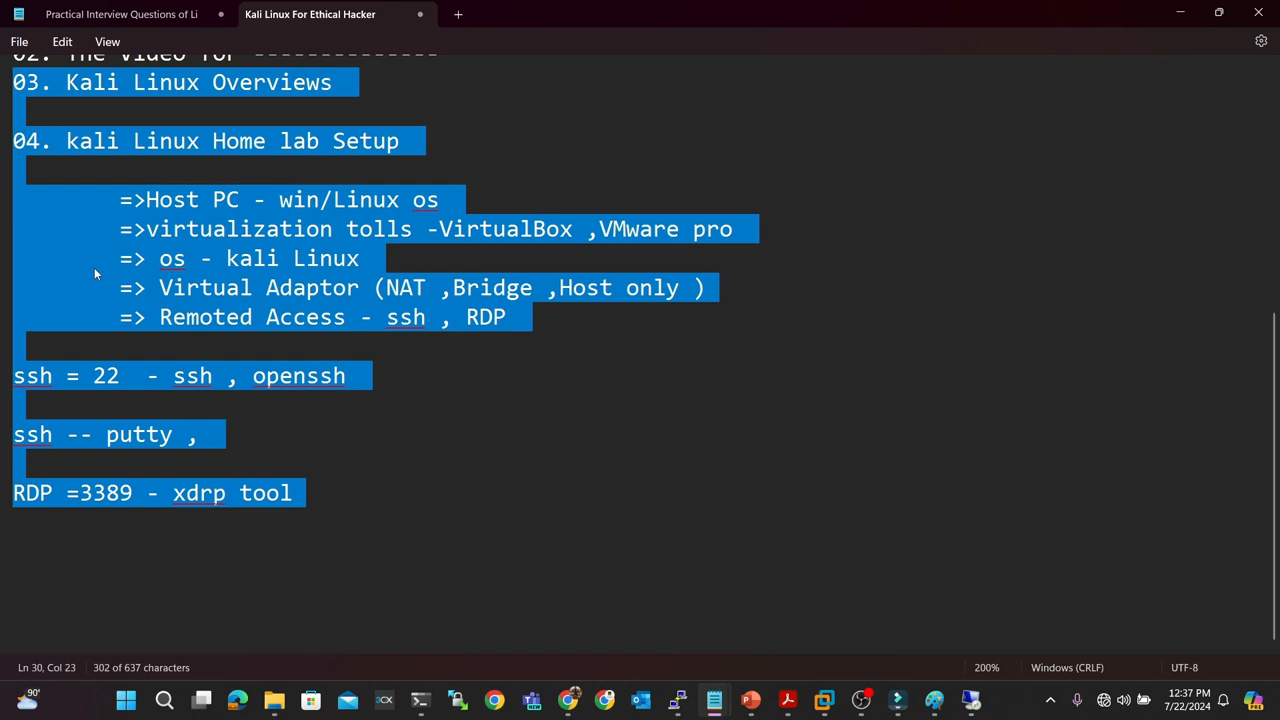 Practical Interview Questions of Li
Kali Linux For Ethical Hacker
File Edit View
02. The Video for --------------
03. Kali Linux Overviews
04. kali Linux Home lab Setup
=>Host PC - win/Linux os
=>virtualization tolls -VirtualBox ,VMware pro
=> os - kali Linux
=> Virtual Adaptor (NAT ,Bridge ,Host only )
=> Remoted Access - ssh , RDP
ssh = 22 - ssh , openssh
ssh -- putty ,
RDP =3389 - xdrp tool
Ln 30, Col 23 302 of 637 characters 200% Windows (CRLF) UTF-8
90°
12:37 PM
7/22/2024